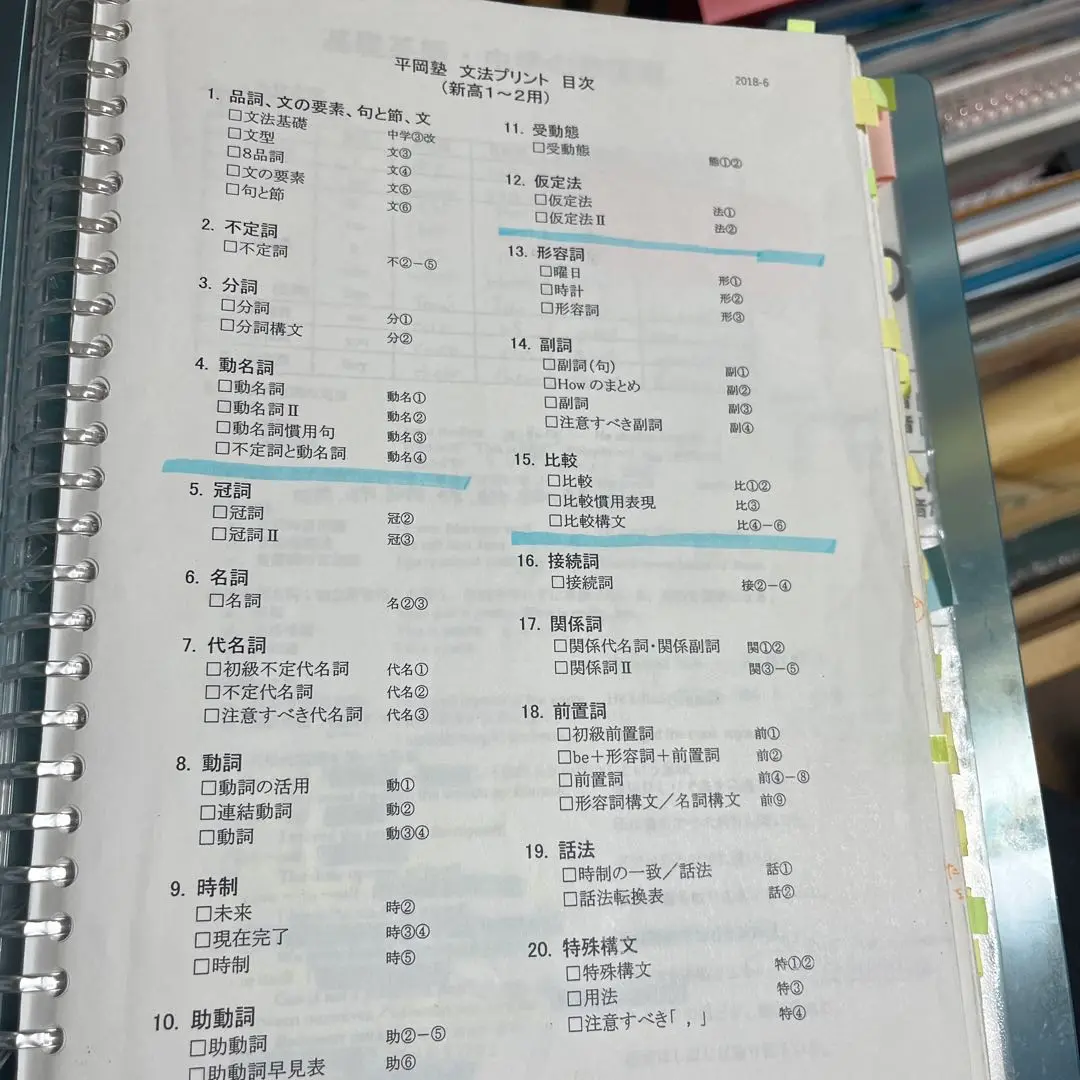 平岡塾 文法プリント 目次
(新高1~2用)
2018-6
1. 品詞、文の要素、句と節、文
□文法基礎 中学③改
□文型 文③
□8品詞 文④
□文の要素 文⑤
□句と節 文⑥
2. 不定詞
□不定詞 不②-⑤
3. 分詞
□分詞 分①
□分詞構文 分②
4. 動名詞
□動名詞 動名①
□動名詞Ⅱ 動名②
□動名詞慣用句 動名③
□不定詞と動名詞 動名④
5. 冠詞
□冠詞 冠②
□冠詞Ⅱ 冠③
6. 名詞
□名詞 名②③
7. 代名詞
□初級不定代名詞 代名①
□不定代名詞 代名②
□注意すべき代名詞 代名③
8. 動詞
□動詞の活用 動①
□連結動詞 動②
□動詞 動③④
9. 時制
□未来 時②
□現在完了 時③④
□時制 時⑤
10. 助動詞
□助動詞 助②-⑤
□助動詞早見表 助⑥
11. 受動態
□受動態 態①②
12. 仮定法
□仮定法 法①
□仮定法Ⅱ 法②
13. 形容詞
□曜日 形①
□時計 形②
□形容詞 形③
14. 副詞
□副詞(句) 副①
□Howのまとめ 副②
□副詞 副③
□注意すべき副詞 副④
15. 比較
□比較 比①②
□比較慣用表現 比③
□比較構文 比④-⑥
16. 接続詞
□接続詞 接②-④
17. 関係詞
□関係代名詞・関係副詞 関①②
□関係詞Ⅱ 関③-⑤
18. 前置詞
□初級前置詞 前①
□be+形容詞+前置詞 前②
□前置詞 前④-⑧
□形容詞構文/名詞構文 前⑨
19. 話法
□時制の一致/話法 話①
□話法転換表 話②
20. 特殊構文
□特殊構文 特①②
□用法 特③
□注意すべき「,」 特④